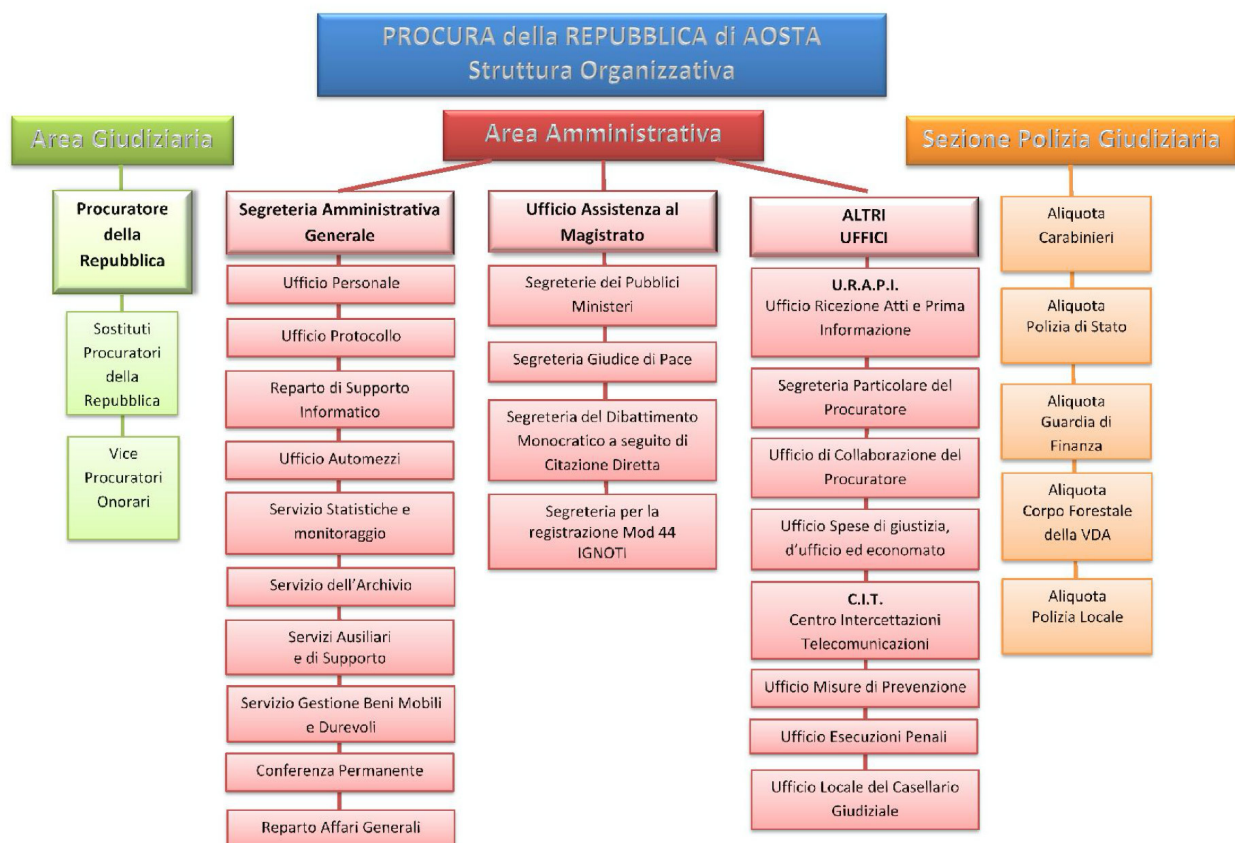 PROCURA della REPUBBLICA di AOSTA
Struttura Organizzativa
Area Giudiziaria
Procuratore
della
Repubblica
Sostituti
Procuratori
della
Repubblica
Vice
Procuratori
Onorari
Area Amministrativa
Segreteria Amministrativa
Generale
Ufficio Personale
Ufficio Protocollo
Reparto di Supporto
Informatico
Ufficio Automezzi
Servizio Statistiche e
monitoraggio
Servizio dell'Archivio
Servizi Ausiliari
e di Supporto
Servizio Gestione Beni Mobili
e Durevoli
Conferenza Permanente
Reparto Affari Generali
Ufficio Assistenza al
Magistrato
Segreterie dei Pubblici
Ministeri
Segreteria Giudice di Pace
Segreteria del Dibattimento
Monocratico a seguito di
Citazione Diretta
Segreteria per la
registrazione Mod 44
IGNOTI
ALTRI
UFFICI
U.R.A.P.I.
Ufficio Ricezione Atti e Prima
Informazione
Segreteria Particolare del
Procuratore
Ufficio di Collaborazione del
Procuratore
Ufficio Spese di giustizia,
d'ufficio ed economato
C.I.T.
Centro Intercettazioni
Telecomunicazioni
Ufficio Misure di Prevenzione
Ufficio Esecuzioni Penali
Ufficio Locale del Casellario
Giudiziale
Sezione Polizia Giudiziaria
Aliquota
Carabinieri
Aliquota
Polizia di Stato
Aliquota
Guardia di
Finanza
Aliquota
Corpo Forestale
della VDA
Aliquota
Polizia Locale